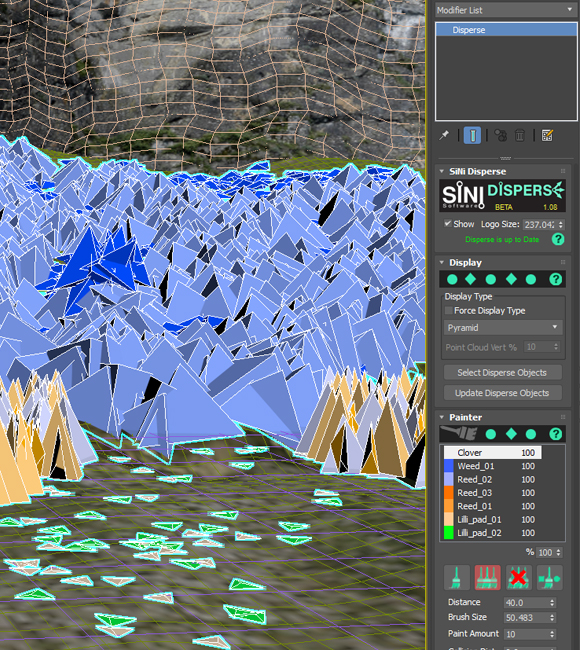 Modifier List
Disperse
SiNi Disperse
SiNi
Software
DISPERSE
BETA 1.08
Show Logo Size: 237.042
Disperse is up to Date ?
Display
?
Display Type
Force Display Type
Pyramid
Point Cloud Vert % 10
Select Disperse Objects
Update Disperse Objects
Painter
?
Clover 100
Weed_01 100
Reed_02 100
Reed_03 100
Reed_01 100
Lilli_pad_01 100
Lilli_pad_02 100
% 100
Distance 40.0
Brush Size 50.483
Paint Amount 10